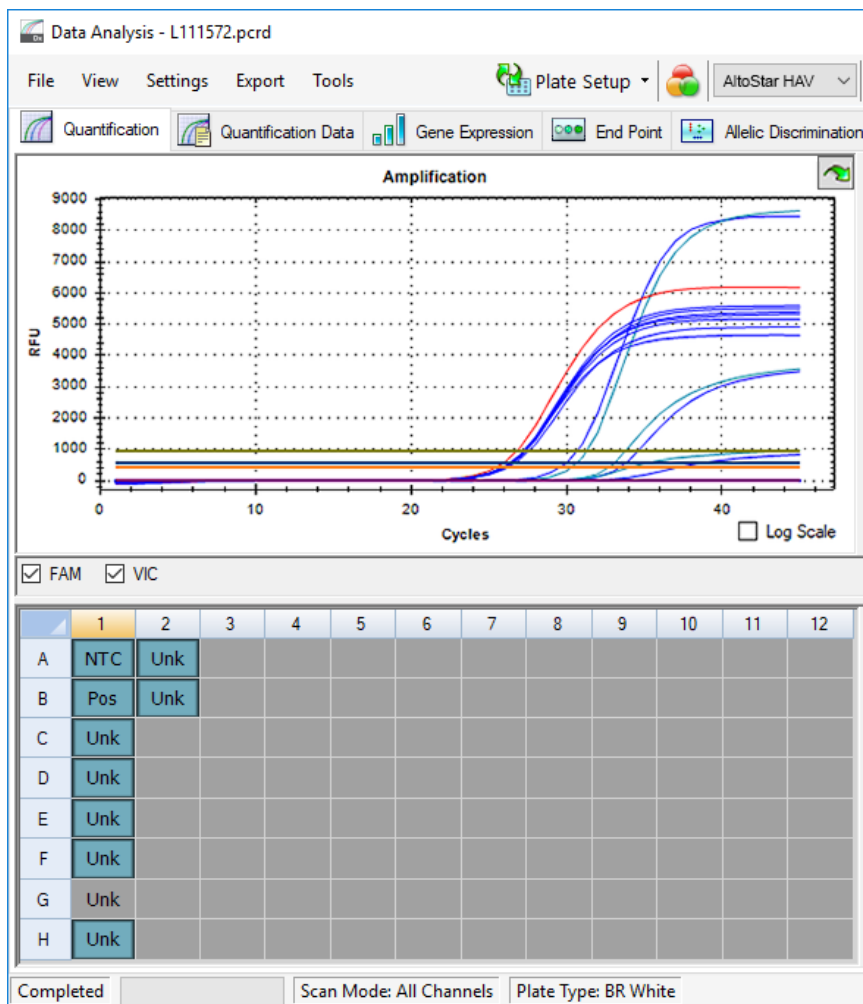 Data Analysis - L111572.pcrd
File View Settings Export Tools Plate Setup AltoStar HAV
Quantification Quantification Data Gene Expression End Point Allelic Discrimination
Amplification
9000
8000
7000
6000
5000
4000
3000
2000
1000
0
RFU
0 10 20 30 40
Cycles
Log Scale
FAM VIC
1 2 3 4 5 6 7 8 9 10 11 12
A NTC Unk
B Pos Unk
C Unk
D Unk
E Unk
F Unk
G Unk
H Unk
Completed Scan Mode: All Channels Plate Type: BR White